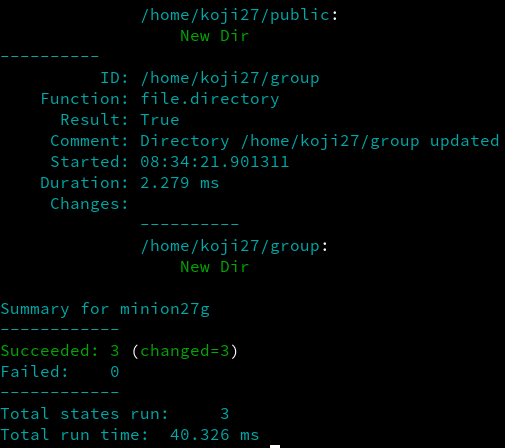 /home/koji27/public:
New Dir
----------
ID: /home/koji27/group
Function: file.directory
Result: True
Comment: Directory /home/koji27/group updated
Started: 08:34:21.901311
Duration: 2.279 ms
Changes:
----------
/home/koji27/group:
New Dir
Summary for minion27g
------------
Succeeded: 3 (changed=3)
Failed:    0
------------
Total states run:     3
Total run time:  40.326 ms